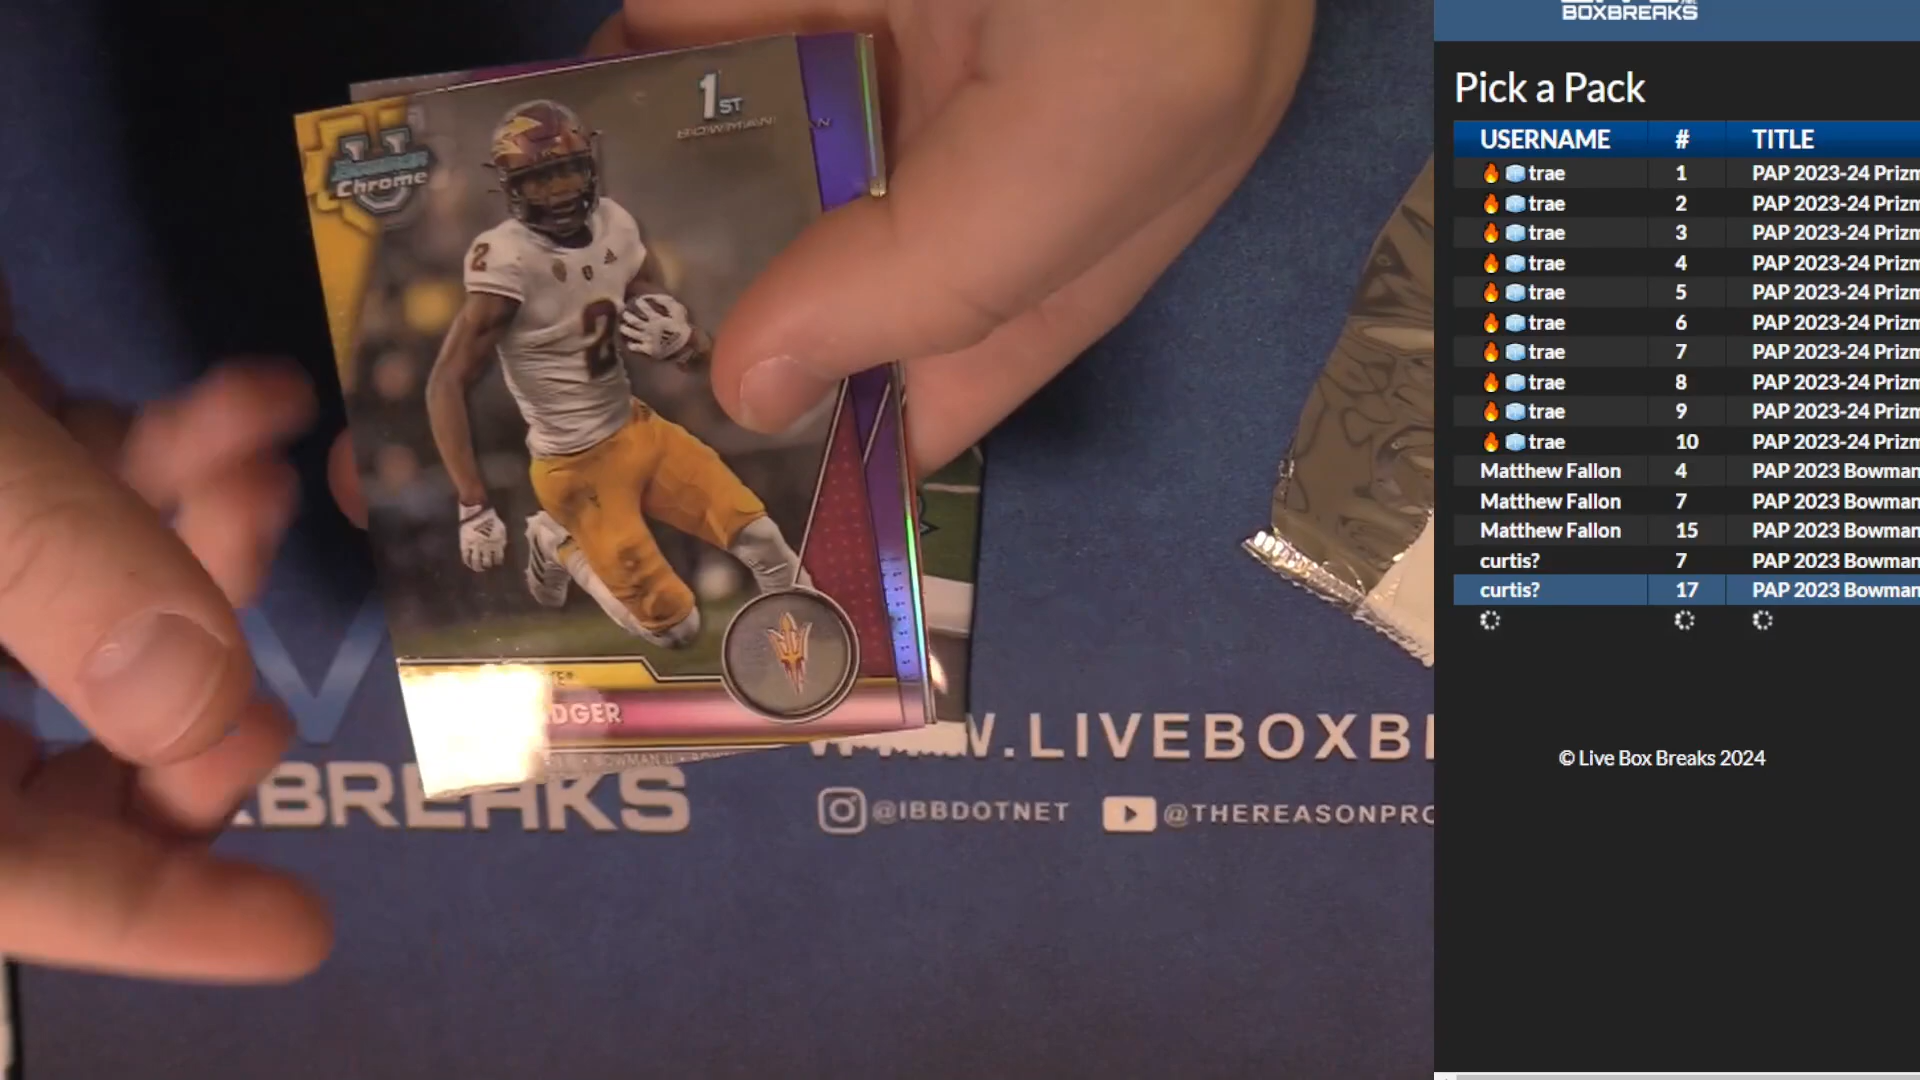 BOXBREAKS
Pick a Pack
USERNAME # TITLE
trae 1 PAP 2023-24 Prizm
trae 2 PAP 2023-24 Prizm
trae 3 PAP 2023-24 Prizm
trae 4 PAP 2023-24 Prizm
trae 5 PAP 2023-24 Prizm
trae 6 PAP 2023-24 Prizm
trae 7 PAP 2023-24 Prizm
trae 8 PAP 2023-24 Prizm
trae 9 PAP 2023-24 Prizm
trae 10 PAP 2023-24 Prizm
Matthew Fallon 4 PAP 2023 Bowman
Matthew Fallon 7 PAP 2023 Bowman
Matthew Fallon 15 PAP 2023 Bowman
curtis? 7 PAP 2023 Bowman
curtis? 17 PAP 2023 Bowman
© Live Box Breaks 2024
1ST
BOWMAN
U
Chrome
2
2
DGER
BOWMAN U
WWW.LIVEBOXB
XBREAKS
@IBBDOTNET
@THEREASONPRO